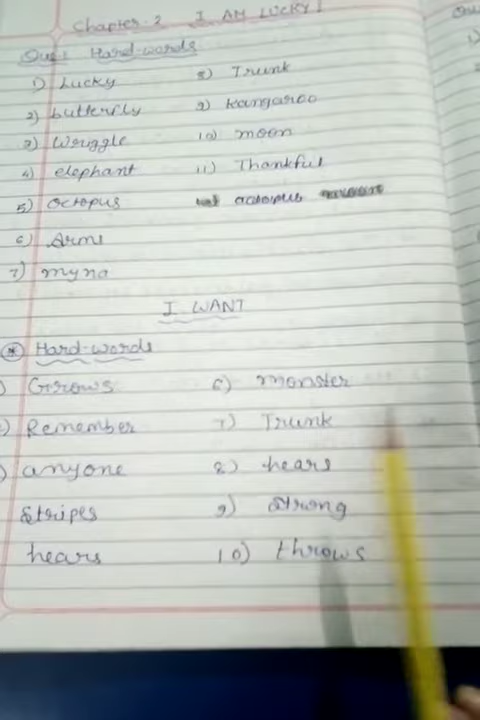 Chapter-2 I AM LUCKY!
Que: Hard-words
1) Lucky 8) Trunk
2) butterfly 9) Kangaroo
3) Wriggle 10) moon
4) elephant 11) Thankful
5) Octopus octopus
6) Arms
7) myna
I WANT
* Hard-words
) Grows 6) monster
) Remember 7) Trunk
) anyone 8) hears
Stripes 9) Strong
hears 10) throws